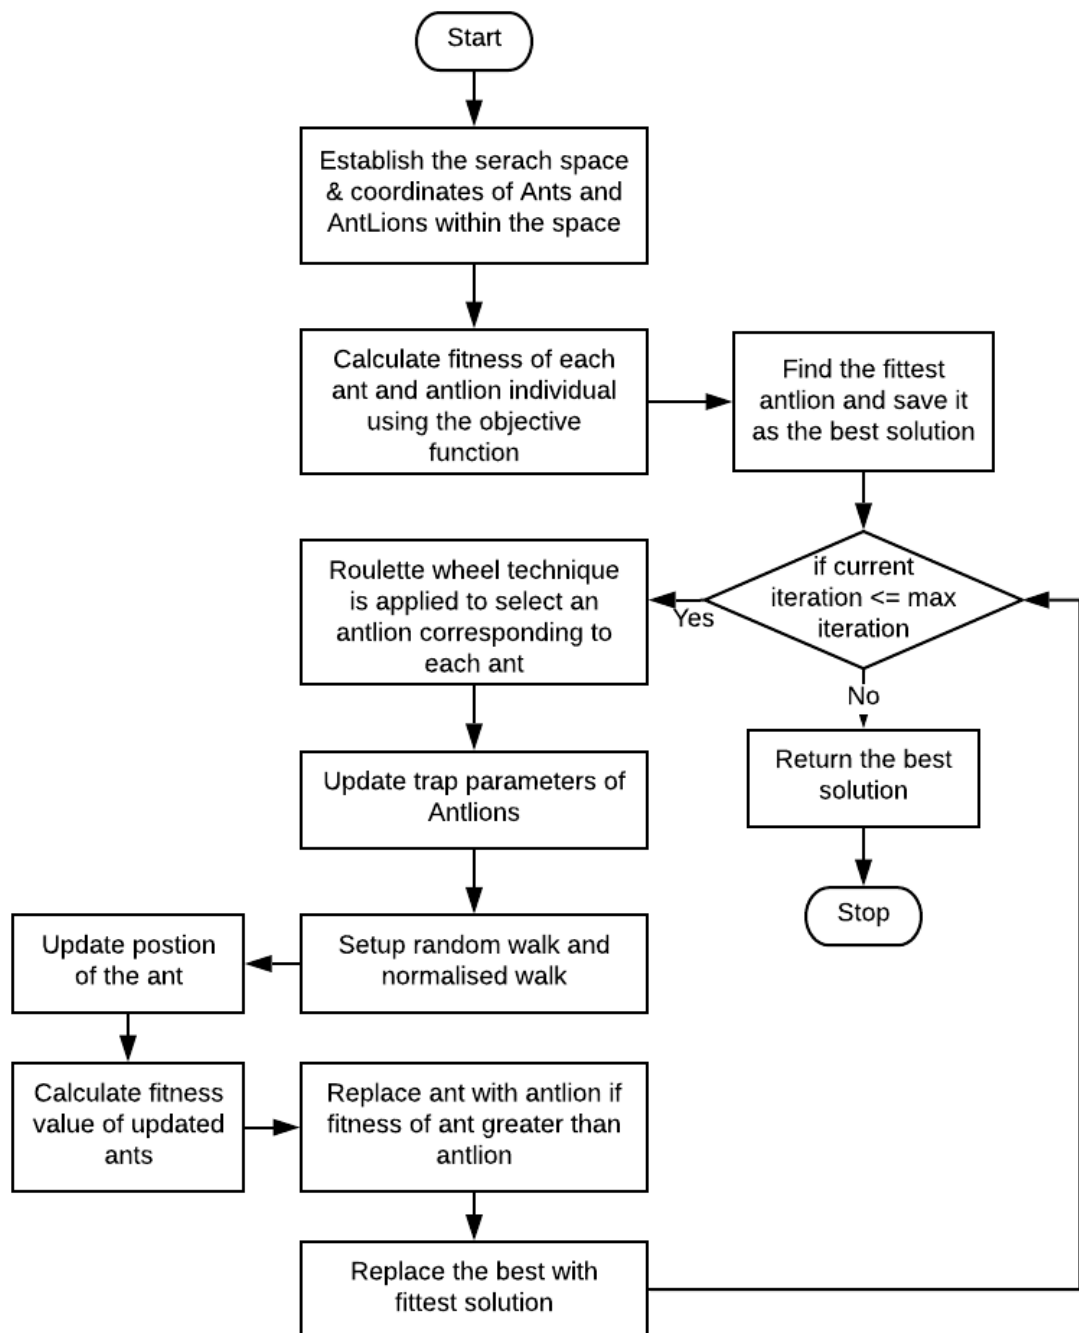 Start
Establish the serach space
& coordinates of Ants and
AntLions within the space
Calculate fitness of each
ant and antlion individual
using the objective
function
Find the fittest
antlion and save it
as the best solution
if current
iteration <= max
iteration
Yes
No
Roulette wheel technique
is applied to select an
antlion corresponding to
each ant
Return the best
solution
Stop
Update trap parameters of
Antlions
Setup random walk and
normalised walk
Update postion
of the ant
Calculate fitness
value of updated
ants
Replace ant with antlion if
fitness of ant greater than
antlion
Replace the best with
fittest solution